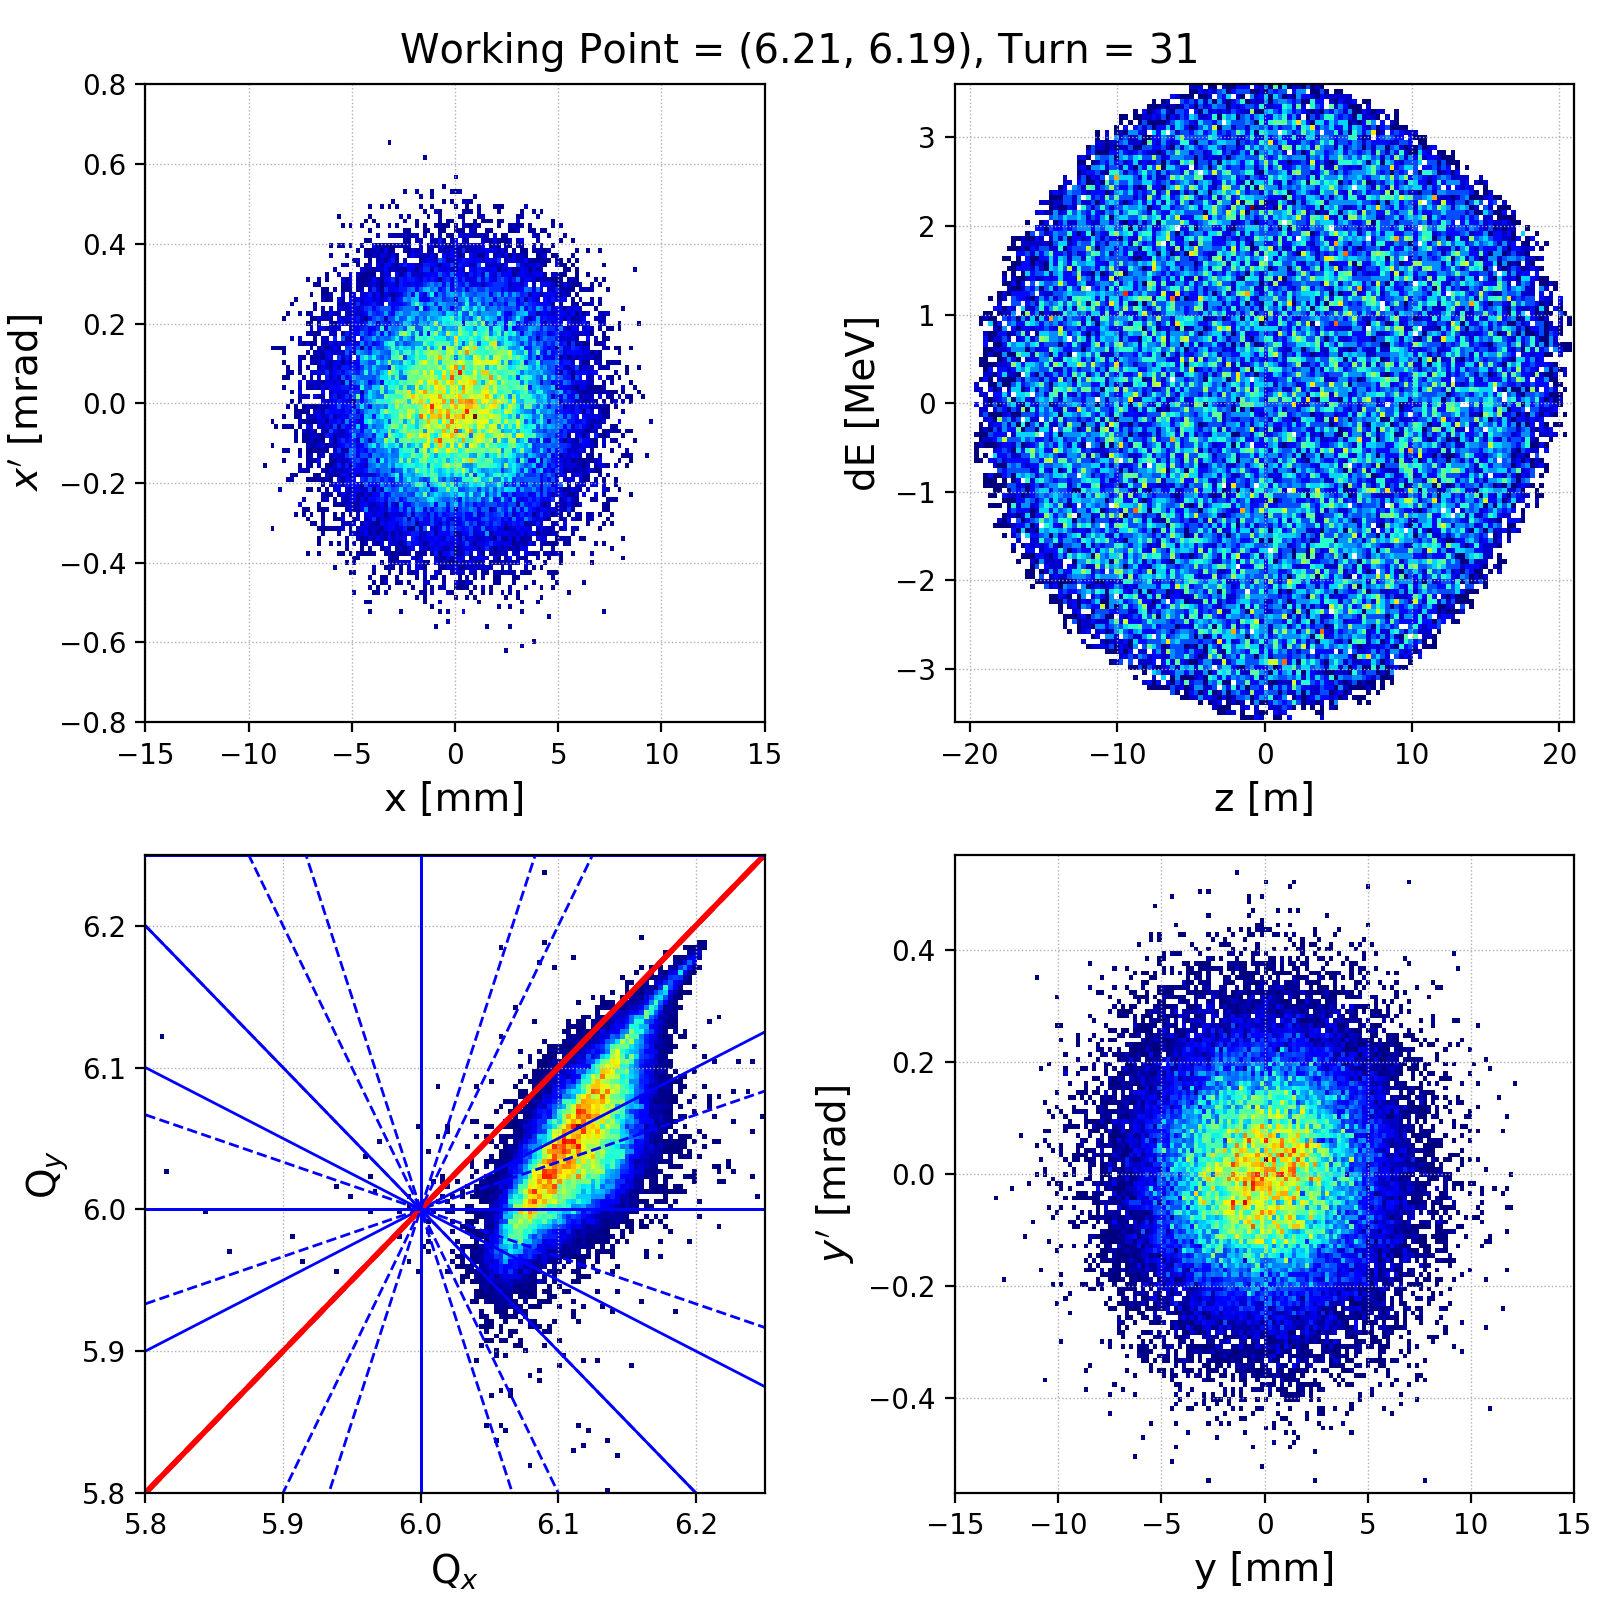 Working Point = (6.21, 6.19), Turn = 31
0.8
0.6
0.4
0.2
0.0
−0.2
−0.4
−0.6
−0.8
x′ [mrad]
−15 −10 −5 0 5 10 15
x [mm]
3
2
1
0
−1
−2
−3
dE [MeV]
−20 −10 0 10 20
z [m]
6.2
6.1
6.0
5.9
5.8
Qy
5.8 5.9 6.0 6.1 6.2
Qx
0.4
0.2
0.0
−0.2
−0.4
y′ [mrad]
−15 −10 −5 0 5 10 15
y [mm]